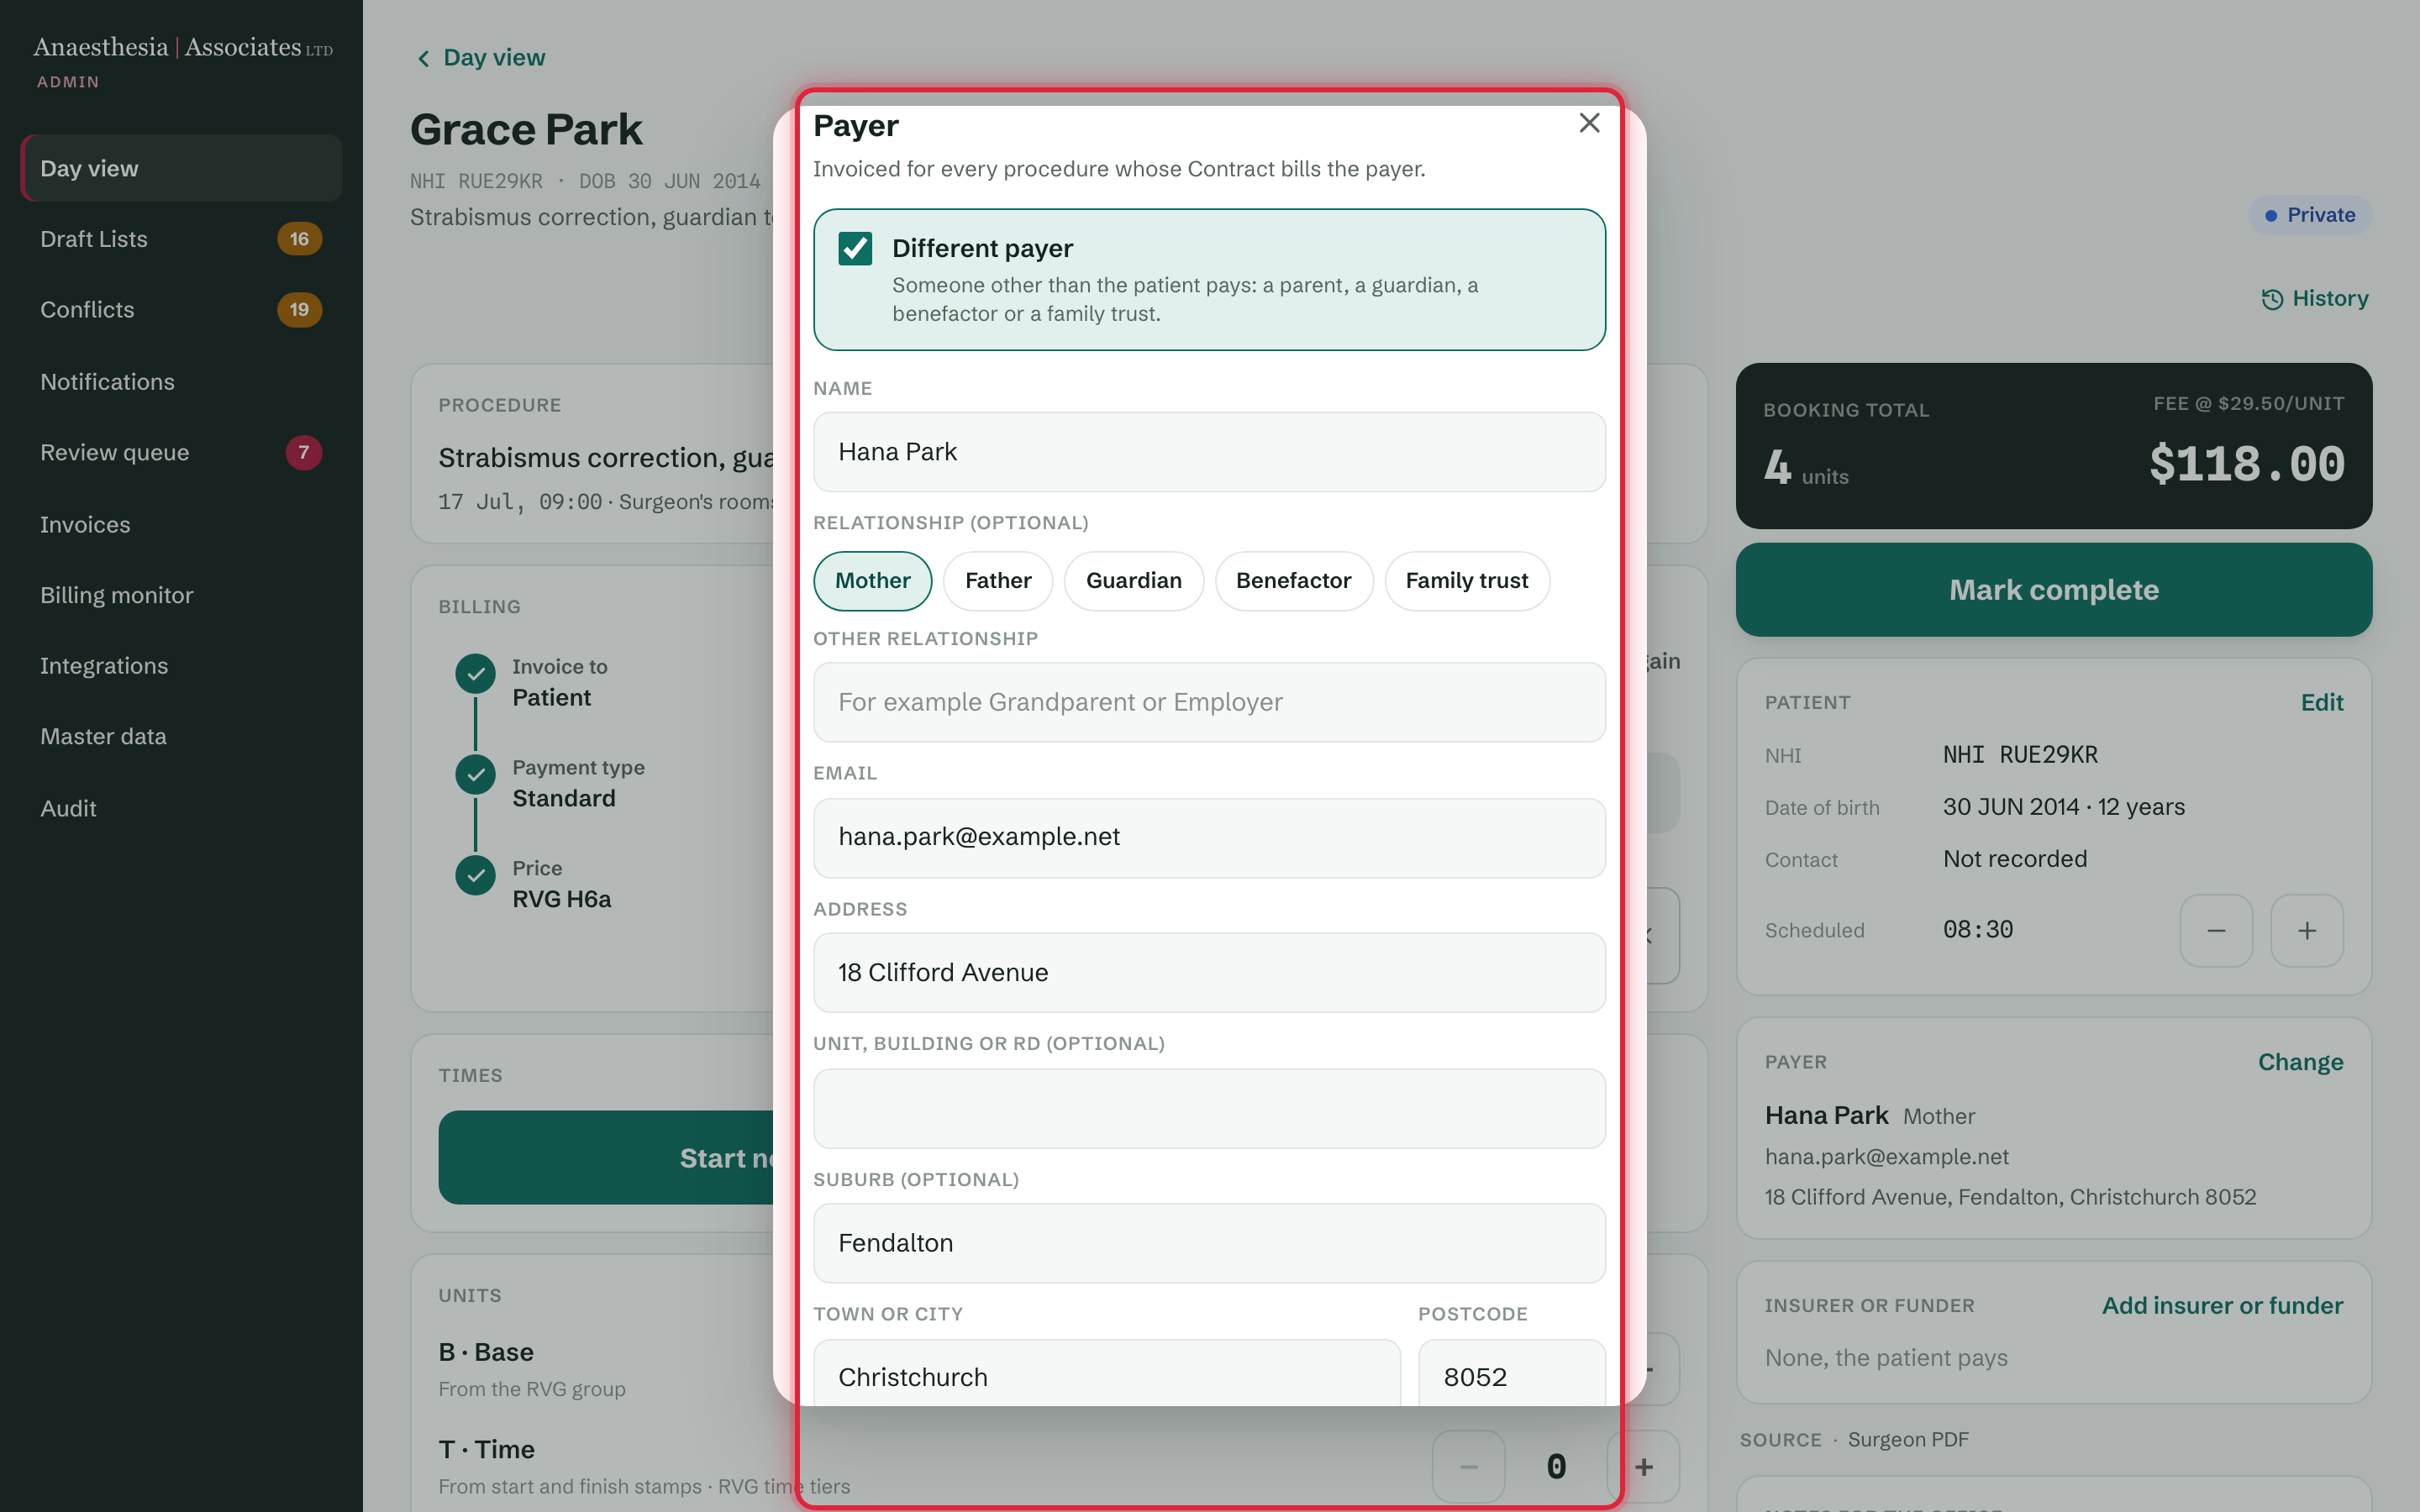 Anaesthesia | Associates LTD
ADMIN
Day view
Draft Lists 16
Conflicts 19
Notifications
Review queue 7
Invoices
Billing monitor
Integrations
Master data
Audit
Day view
Grace Park
NHI RUE29KR · DOB 30 JUN 2014
Strabismus correction, guardian
Private
History
PROCEDURE
Strabismus correction,
17 Jul, 09:00 · Surgeon's rooms
BILLING
Invoice to
Patient
Payment type
Standard
Price
RVG H6a
TIMES
Start
UNITS
B · Base
From the RVG group
T · Time
From start and finish stamps · RVG time tiers
0
Payer
Invoiced for every procedure whose Contract bills the payer.
Different payer
Someone other than the patient pays: a parent, a guardian, a
benefactor or a family trust.
NAME
Hana Park
RELATIONSHIP (OPTIONAL)
Mother Father Guardian Benefactor Family trust
OTHER RELATIONSHIP
For example Grandparent or Employer
EMAIL
hana.park@example.net
ADDRESS
18 Clifford Avenue
UNIT, BUILDING OR RD (OPTIONAL)
SUBURB (OPTIONAL)
Fendalton
TOWN OR CITY POSTCODE
Christchurch 8052
BOOKING TOTAL FEE @ $29.50/UNIT
4 units $118.00
Mark complete
PATIENT Edit
NHI NHI RUE29KR
Date of birth 30 JUN 2014 · 12 years
Contact Not recorded
Scheduled 08:30
PAYER Change
Hana Park Mother
hana.park@example.net
18 Clifford Avenue, Fendalton, Christchurch 8052
INSURER OR FUNDER Add insurer or funder
None, the patient pays
SOURCE · Surgeon PDF